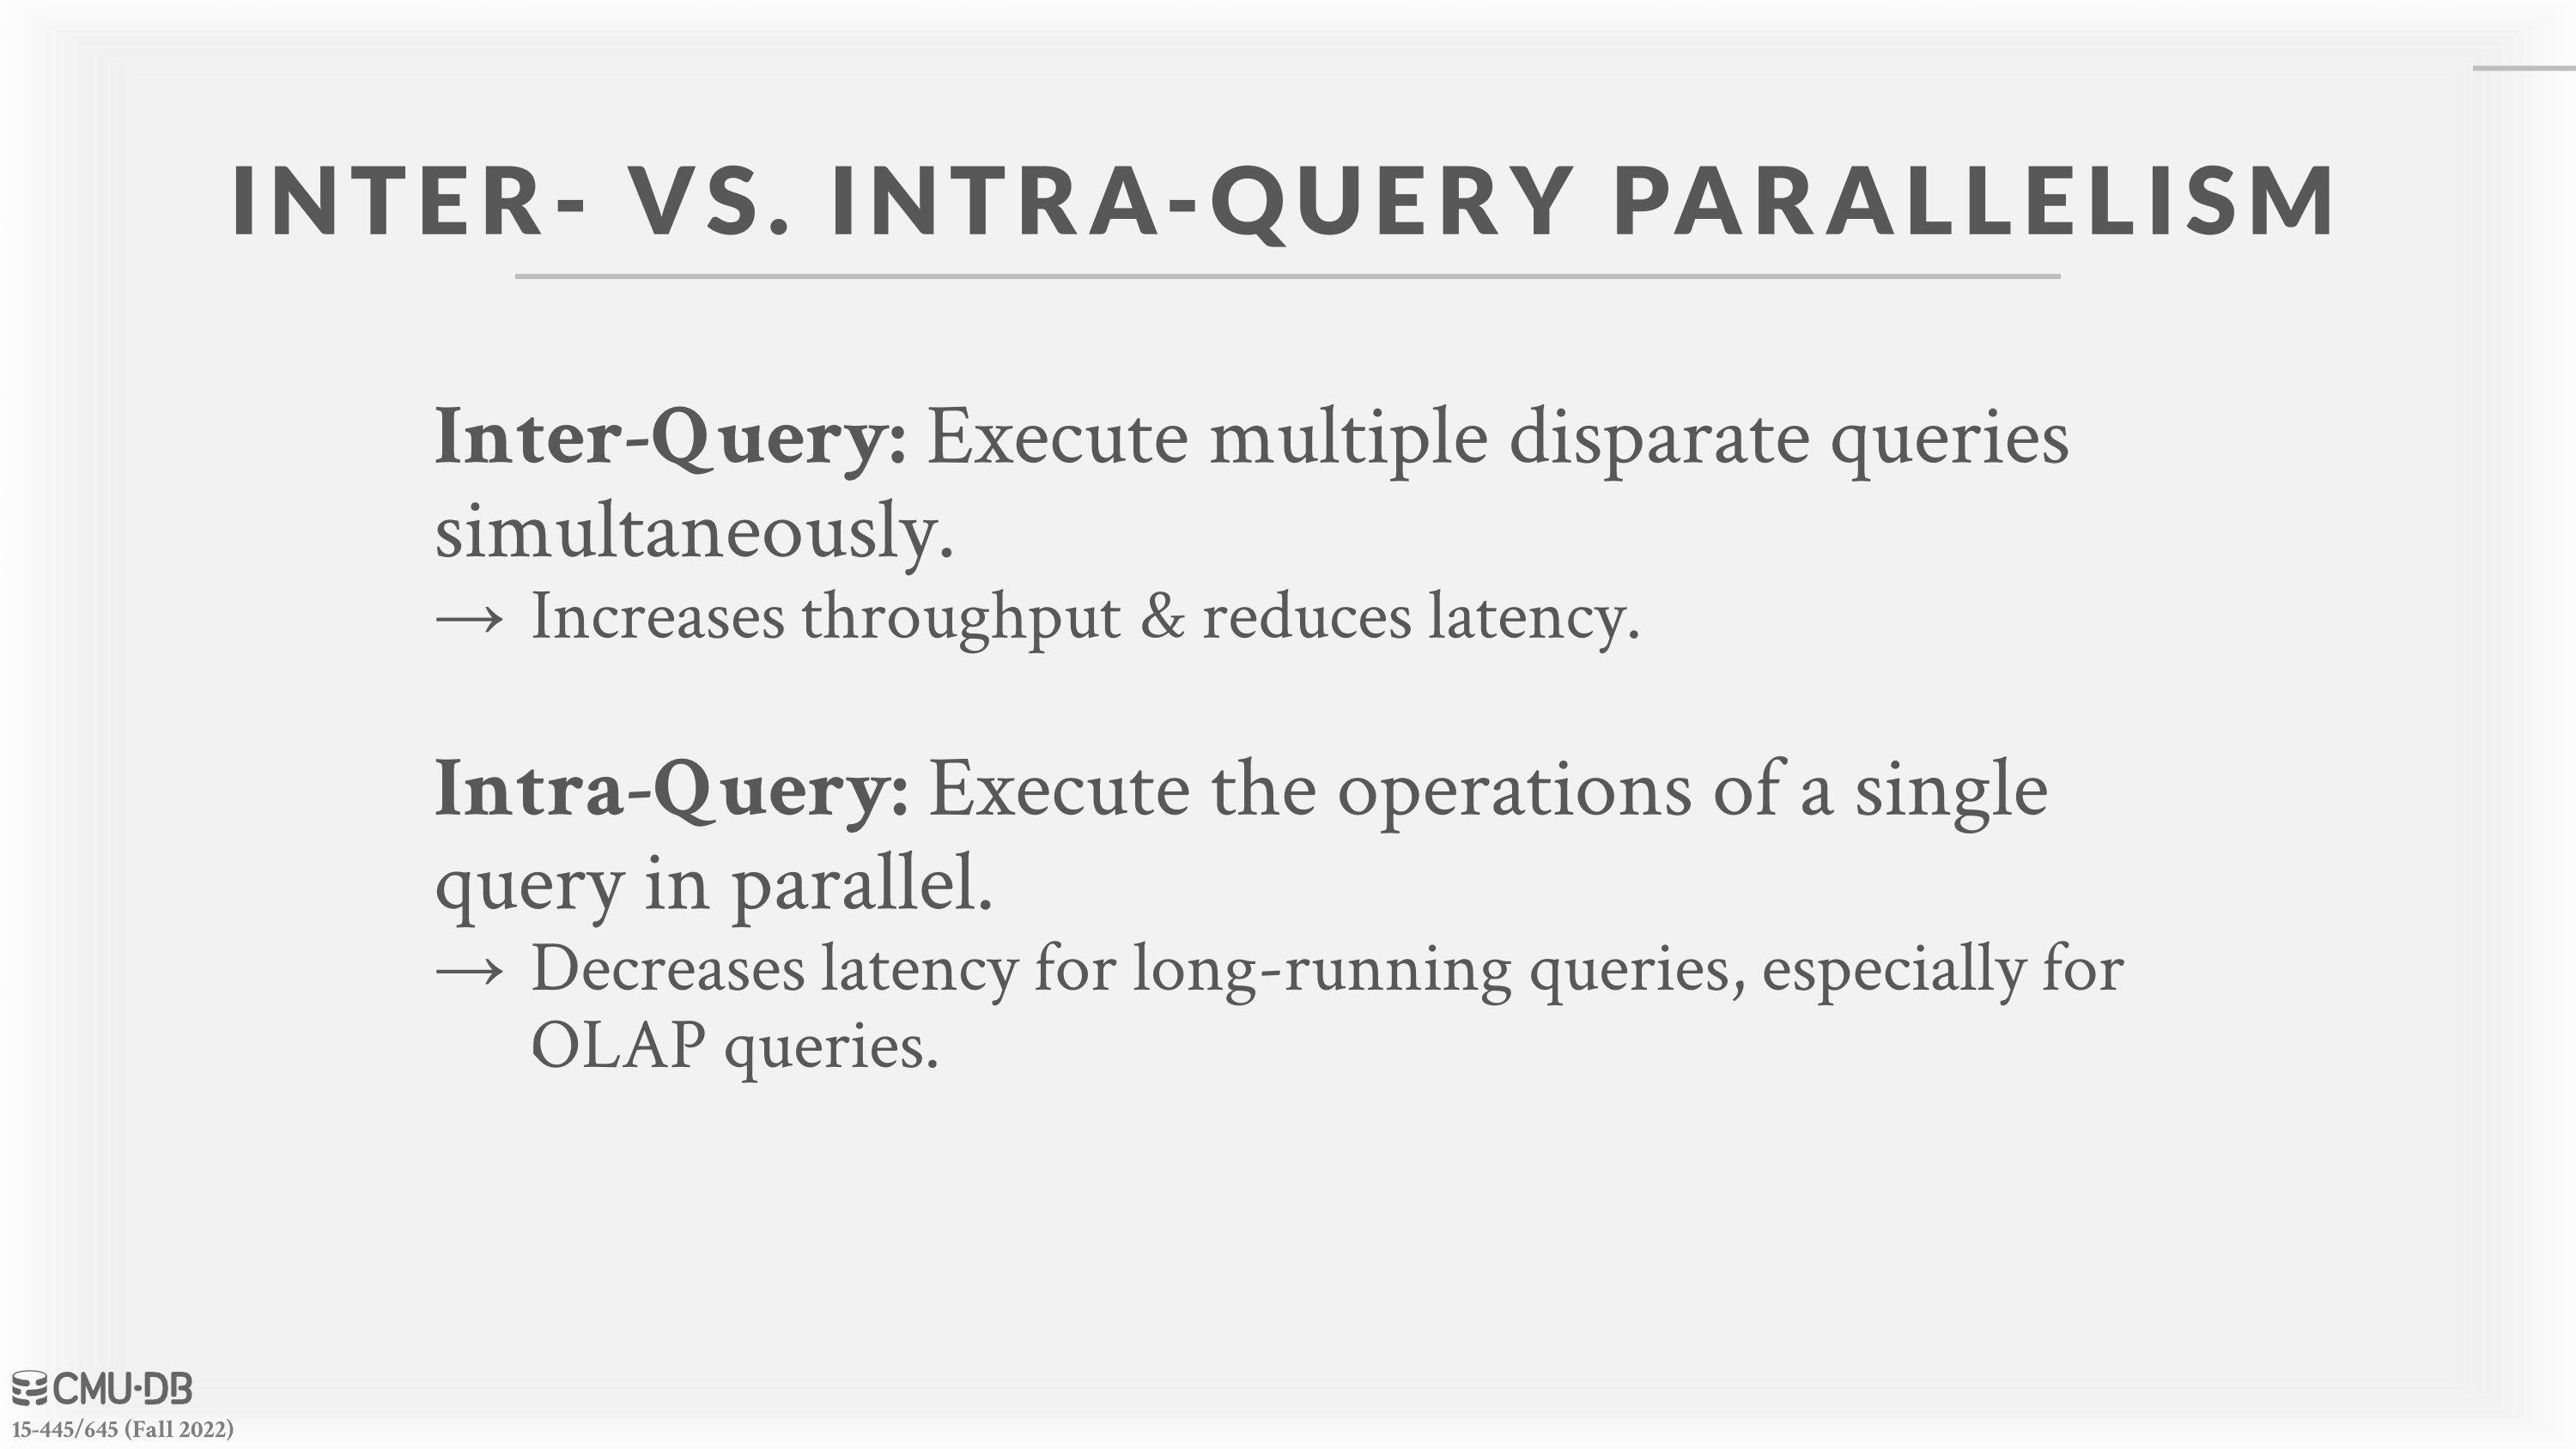 INTER- VS. INTRA-QUERY PARALLELISM
Inter-Query: Execute multiple disparate queries
simultaneously.
→ Increases throughput & reduces latency.
Intra-Query: Execute the operations of a single
query in parallel.
→ Decreases latency for long-running queries, especially for
OLAP queries.
CMU·DB
15-445/645 (Fall 2022)